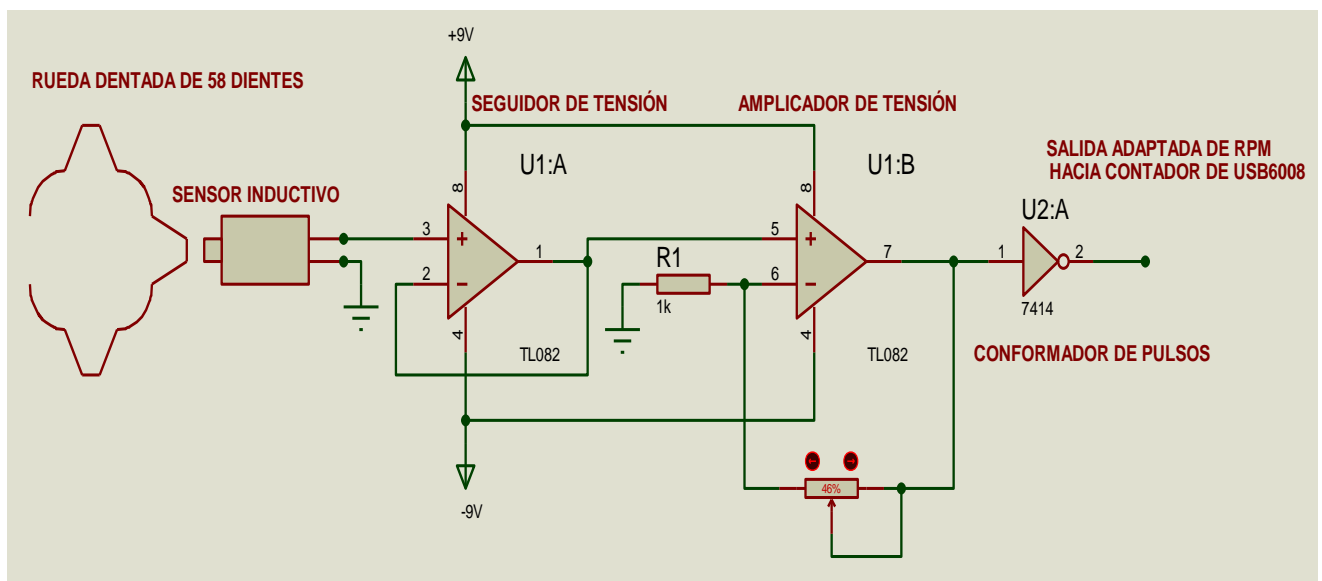 +9V
RUEDA DENTADA DE 58 DIENTES
SEGUIDOR DE TENSIÓN
AMPLICADOR DE TENSIÓN
SALIDA ADAPTADA DE RPM
HACIA CONTADOR DE USB6008
U1:A
U1:B
SENSOR INDUCTIVO
U2:A
8
8
3
+
1
5
+
7
1
2
2
−
R1
6
−
1k
7414
4
4
TL082
TL082
CONFORMADOR DE PULSOS
46%
-9V